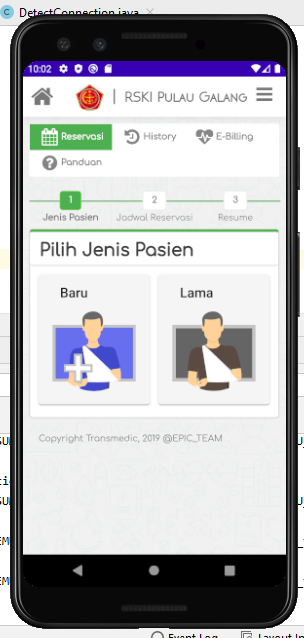 DetectConnection.java
10:02
RSKI PULAU GALANG
Reservasi
History
E-Billing
Panduan
1
2
3
Jenis Pasien
Jadwal Reservasi
Resume
Pilih Jenis Pasien
Baru
Lama
Copyright Transmedic, 2019 @EPIC_TEAM
Event Log
Layout In